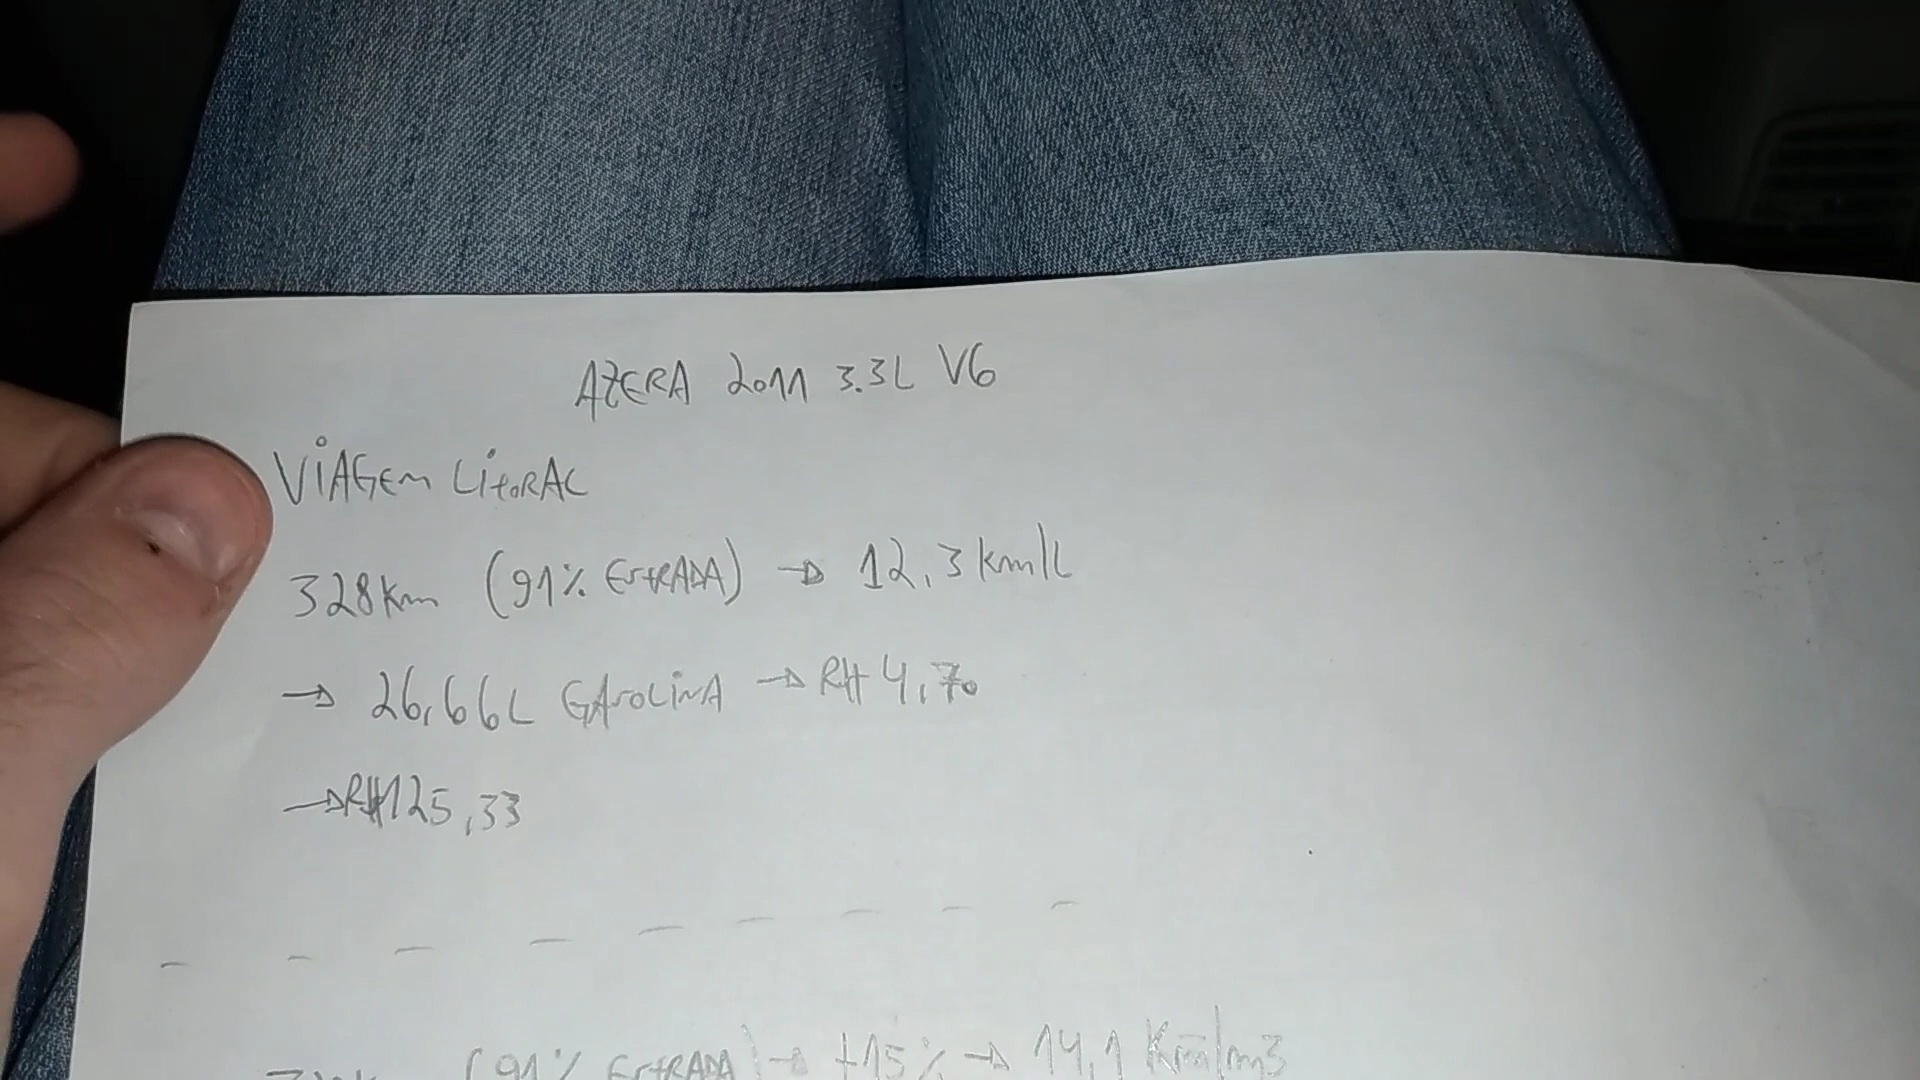 AZERA 2011 3.3L V6
ViAGEm LitoRAL
328km (91% EstRADA) → 12,3 km/L
→ 26,66L GAsoLinA → R$ 4,70
→ R$125,33
(91% EstRADA) → +15% → 14,1 Km/m3